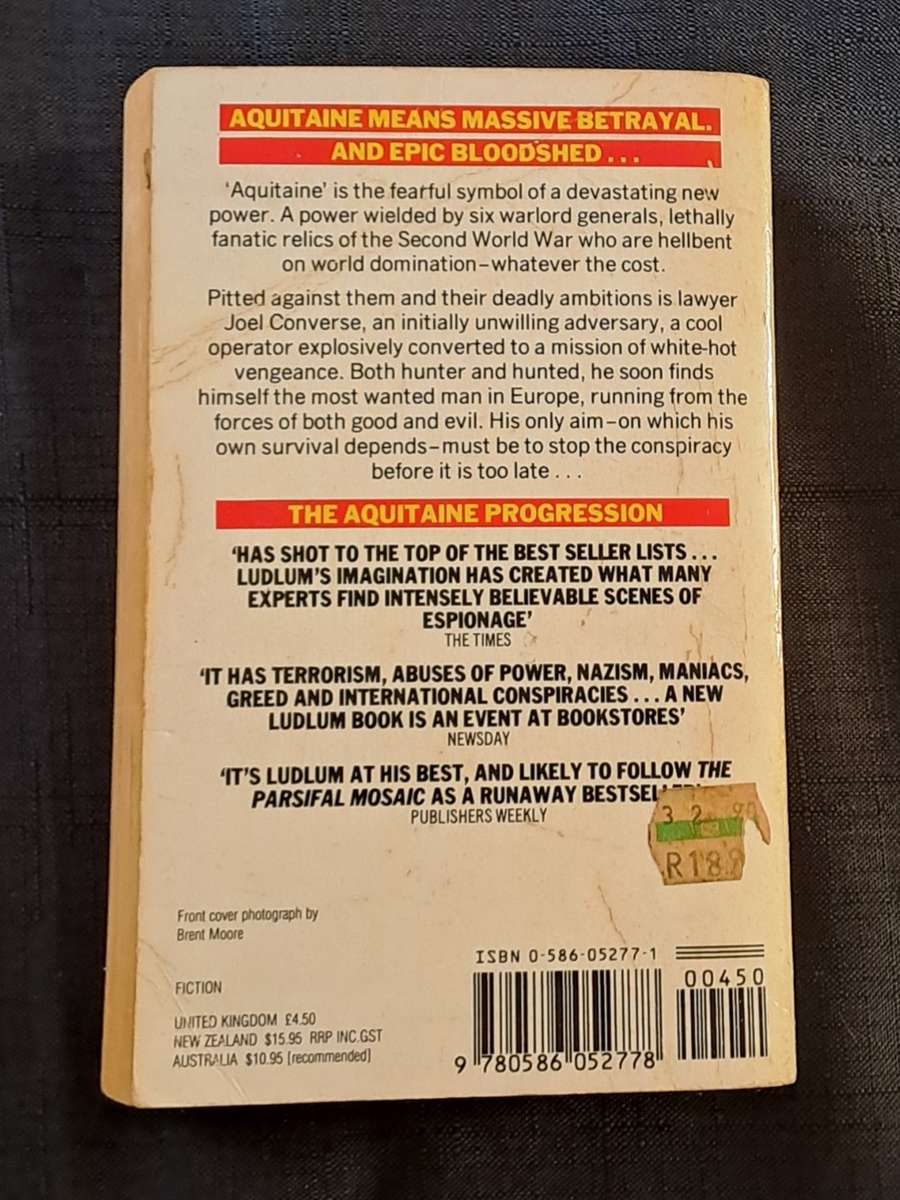 AQUITAINE MEANS MASSIVE BETRAYAL.
AND EPIC BLOODSHED...
'Aquitaine' is the fearful symbol of a devastating new
power. A power wielded by six warlord generals, lethally
fanatic relics of the Second World War who are hellbent
on world domination–whatever the cost.
Pitted against them and their deadly ambitions is lawyer
Joel Converse, an initially unwilling adversary, a cool
operator explosively converted to a mission of white-hot
vengeance. Both hunter and hunted, he soon finds
himself the most wanted man in Europe, running from the
forces of both good and evil. His only aim–on which his
own survival depends–must be to stop the conspiracy
before it is too late...
THE AQUITAINE PROGRESSION
'HAS SHOT TO THE TOP OF THE BEST SELLER LISTS...
LUDLUM'S IMAGINATION HAS CREATED WHAT MANY
EXPERTS FIND INTENSELY BELIEVABLE SCENES OF
ESPIONAGE'
THE TIMES
'IT HAS TERRORISM, ABUSES OF POWER, NAZISM, MANIACS,
GREED AND INTERNATIONAL CONSPIRACIES... A NEW
LUDLUM BOOK IS AN EVENT AT BOOKSTORES'
NEWSDAY
'IT'S LUDLUM AT HIS BEST, AND LIKELY TO FOLLOW THE
PARSIFAL MOSAIC AS A RUNAWAY
PUBLISHERS WEEKLY
3 2
Front cover photograph by
Brent Moore
ISBN 0-586-05277-1
00450
FICTION
UNITED KINGDOM £4.50
NEW ZEALAND $15.95 RRP INC.GST
AUSTRALIA $10.95 [recommended]
9 780586 052778